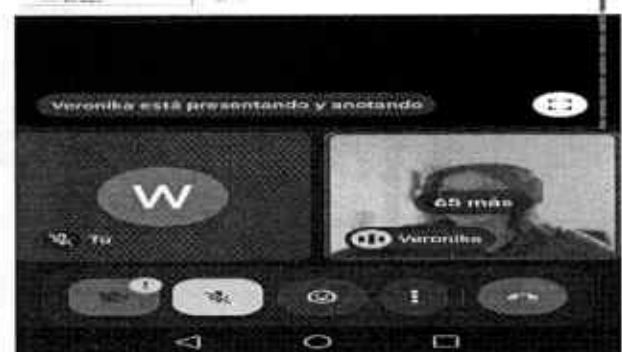 Veronika está presentando y anotando
W
65 más
Tú
Veronika